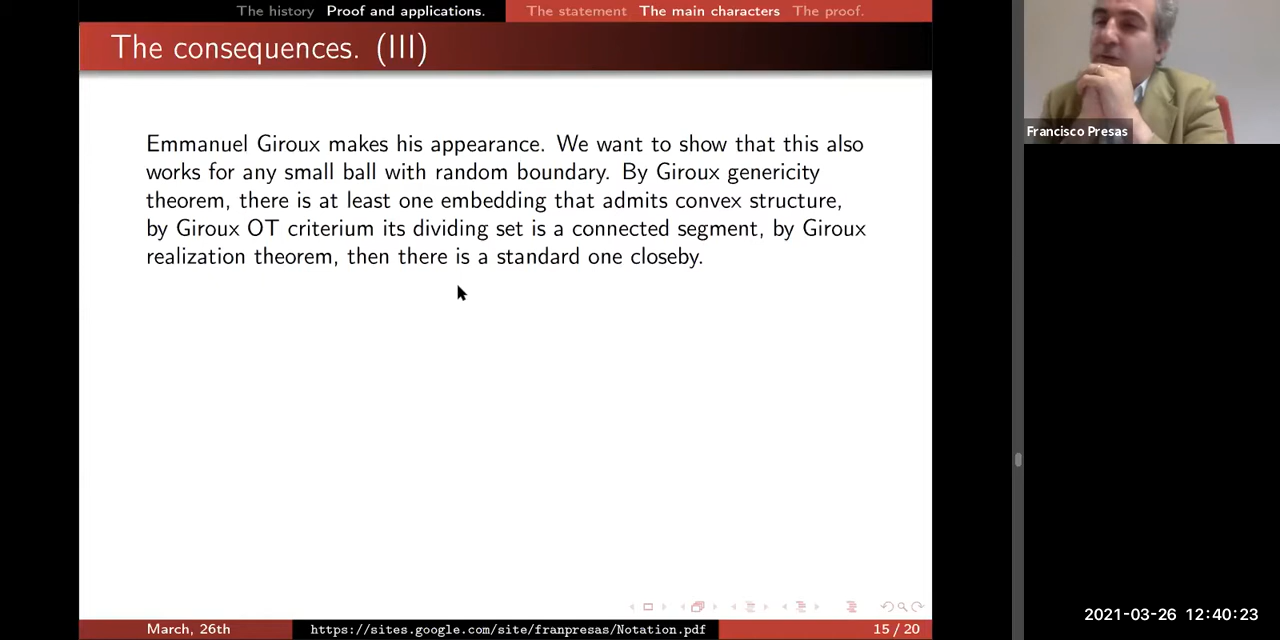 The history Proof and applications. The statement The main characters The proof.
The consequences. (III)
Emmanuel Giroux makes his appearance. We want to show that this also
works for any small ball with random boundary. By Giroux genericity
theorem, there is at least one embedding that admits convex structure,
by Giroux OT criterium its dividing set is a connected segment, by Giroux
realization theorem, then there is a standard one closeby.
March, 26th https://sites.google.com/site/franpresas/Notation.pdf 15 / 20
Francisco Presas
2021-03-26 12:40:23